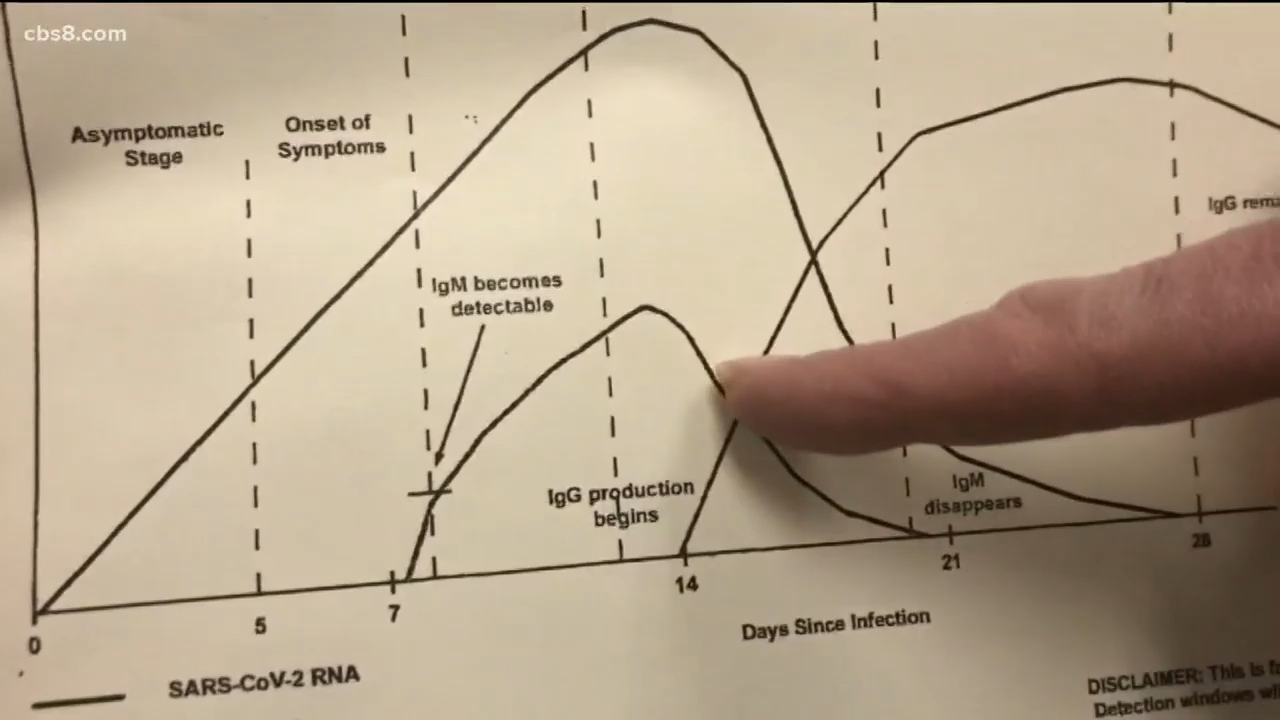 cbs8.com
Asymptomatic
Stage
Onset of
Symptoms
IgM becomes
detectable
IgG production
begins
IgG
IgM
disappears
0
5
7
14
21
28
Days Since Infection
SARS-CoV-2 RNA
DISCLAIMER: This is
Detection windows